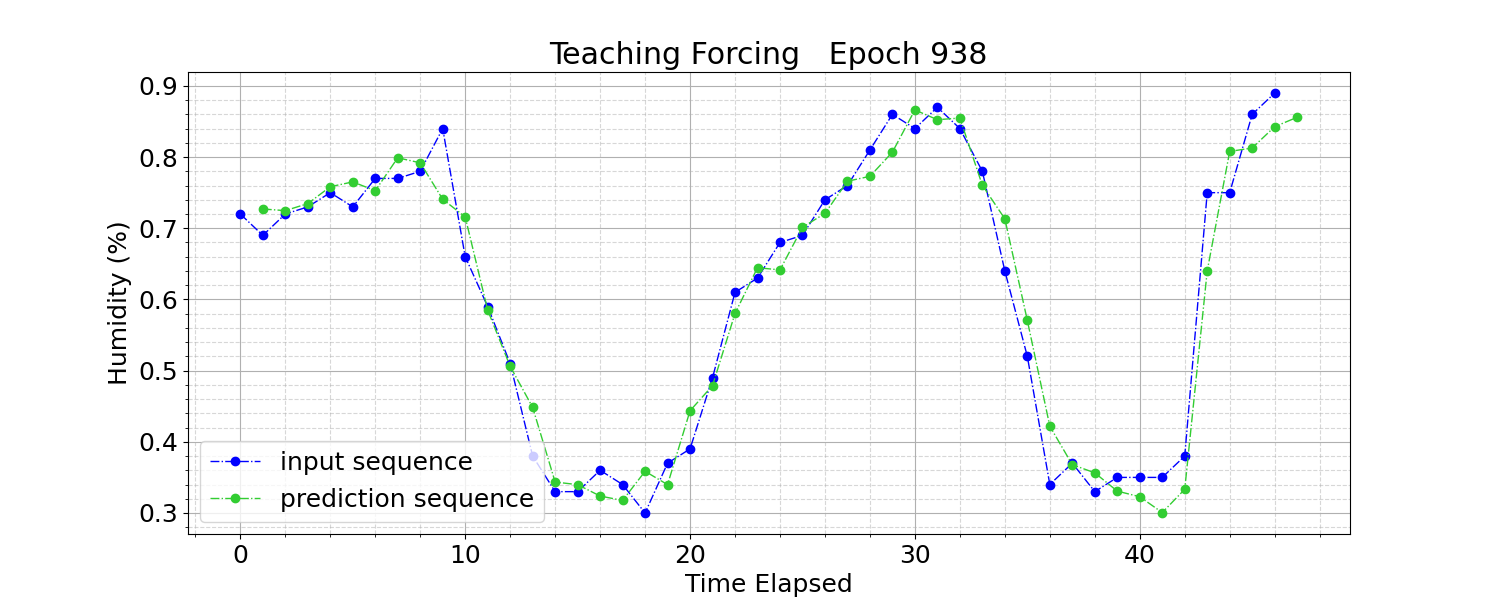 Teaching Forcing   Epoch 938
Humidity (%)
0.9
0.8
0.7
0.6
0.5
0.4
0.3
input sequence
prediction sequence
0 10 20 30 40
Time Elapsed